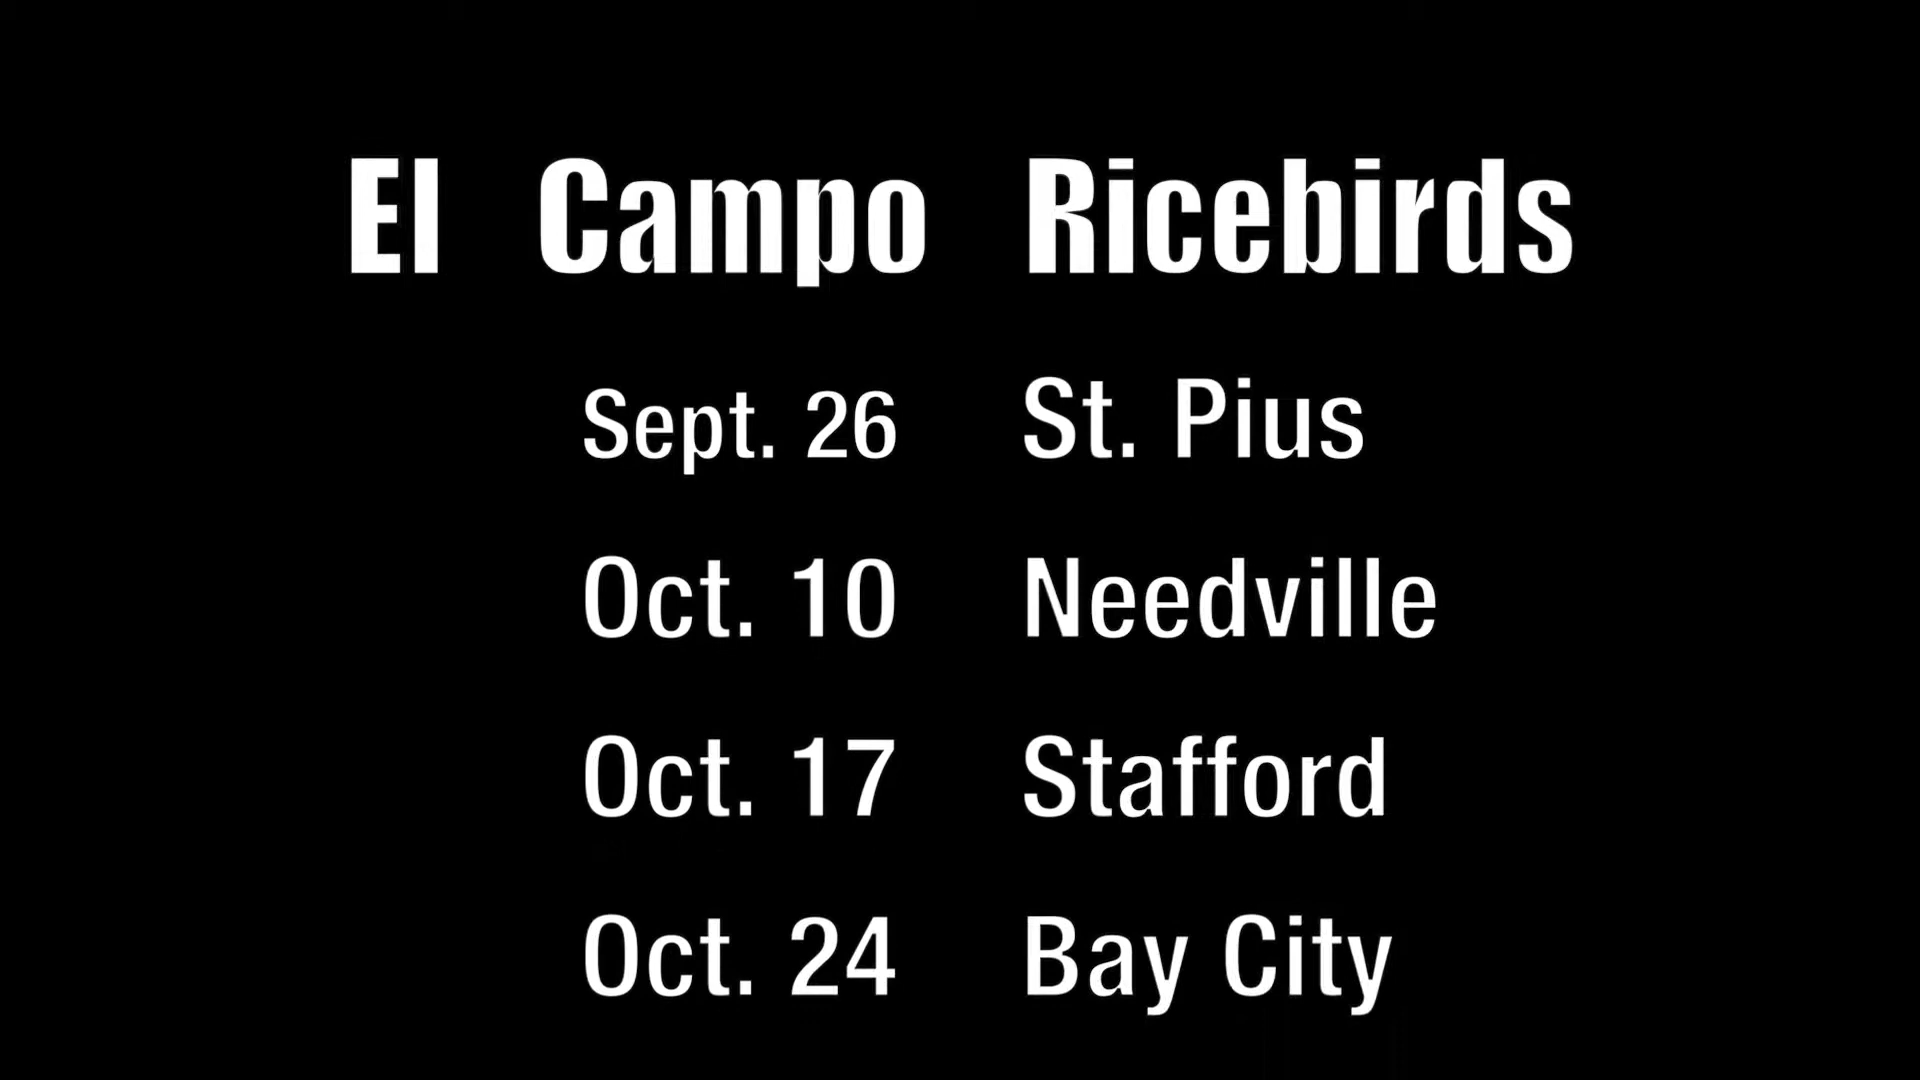 El Campo Ricebirds
Sept. 26 St. Pius
Oct. 10 Needville
Oct. 17 Stafford
Oct. 24 Bay City